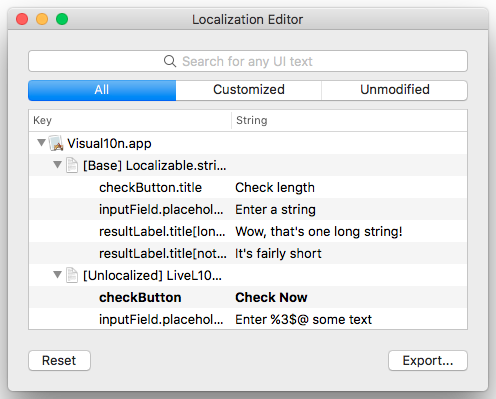 Localization Editor
Search for any UI text
All Customized Unmodified
Key String
Visual10n.app
[Base] Localizable.stri...
checkButton.title Check length
inputField.placehol... Enter a string
resultLabel.title[lon... Wow, that's one long string!
resultLabel.title[not... It's fairly short
[Unlocalized] LiveL10...
checkButton Check Now
inputField.placehol... Enter %3$@ some text
Reset Export...